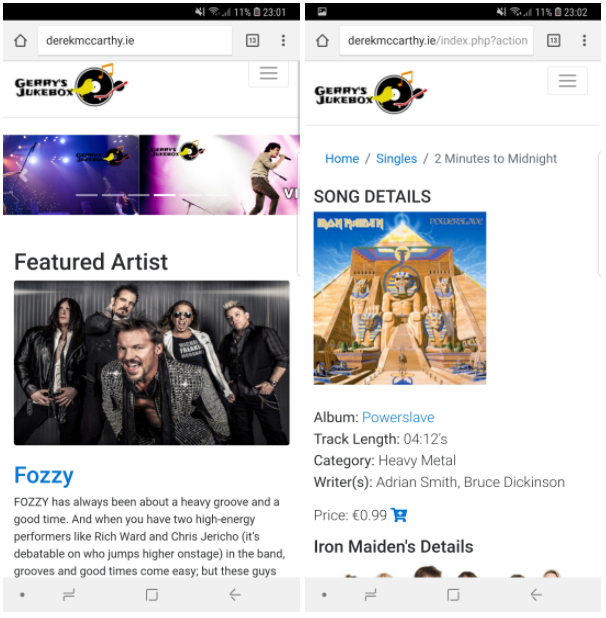 11% 23:01
derekmccarthy.ie
13
GERRY'S
JUKEBOX
GERRY'S
JUKEBOX
VI
Featured Artist
Fozzy
FOZZY has always been about a heavy groove and a
good time. And when you have two high-energy
performers like Rich Ward and Chris Jericho (it's
debatable on who jumps higher onstage) in the band,
grooves and good times come easy; but these guys
11% 23:02
derekmccarthy.ie/index.php?action
13
GERRY'S
JUKEBOX
Home / Singles / 2 Minutes to Midnight
SONG DETAILS
IRON MAIDEN
POWERSLAVE
Album: Powerslave
Track Length: 04:12's
Category: Heavy Metal
Writer(s): Adrian Smith, Bruce Dickinson
Price: €0.99
Iron Maiden's Details